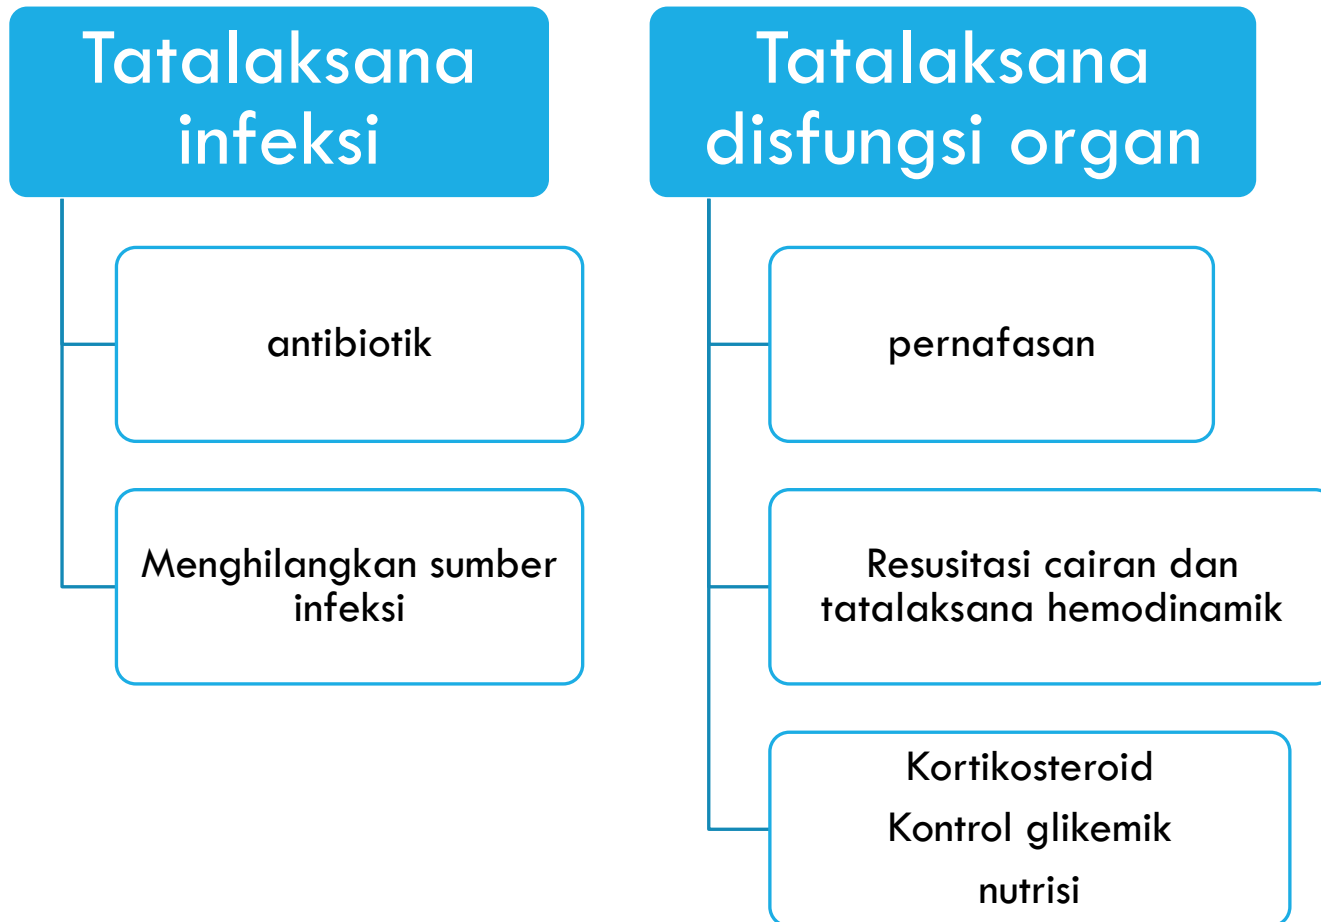 Tatalaksana
infeksi
antibiotik
Menghilangkan sumber
infeksi
Tatalaksana
disfungsi organ
pernafasan
Resusitasi cairan dan
tatalaksana hemodinamik
Kortikosteroid
Kontrol glikemik
nutrisi